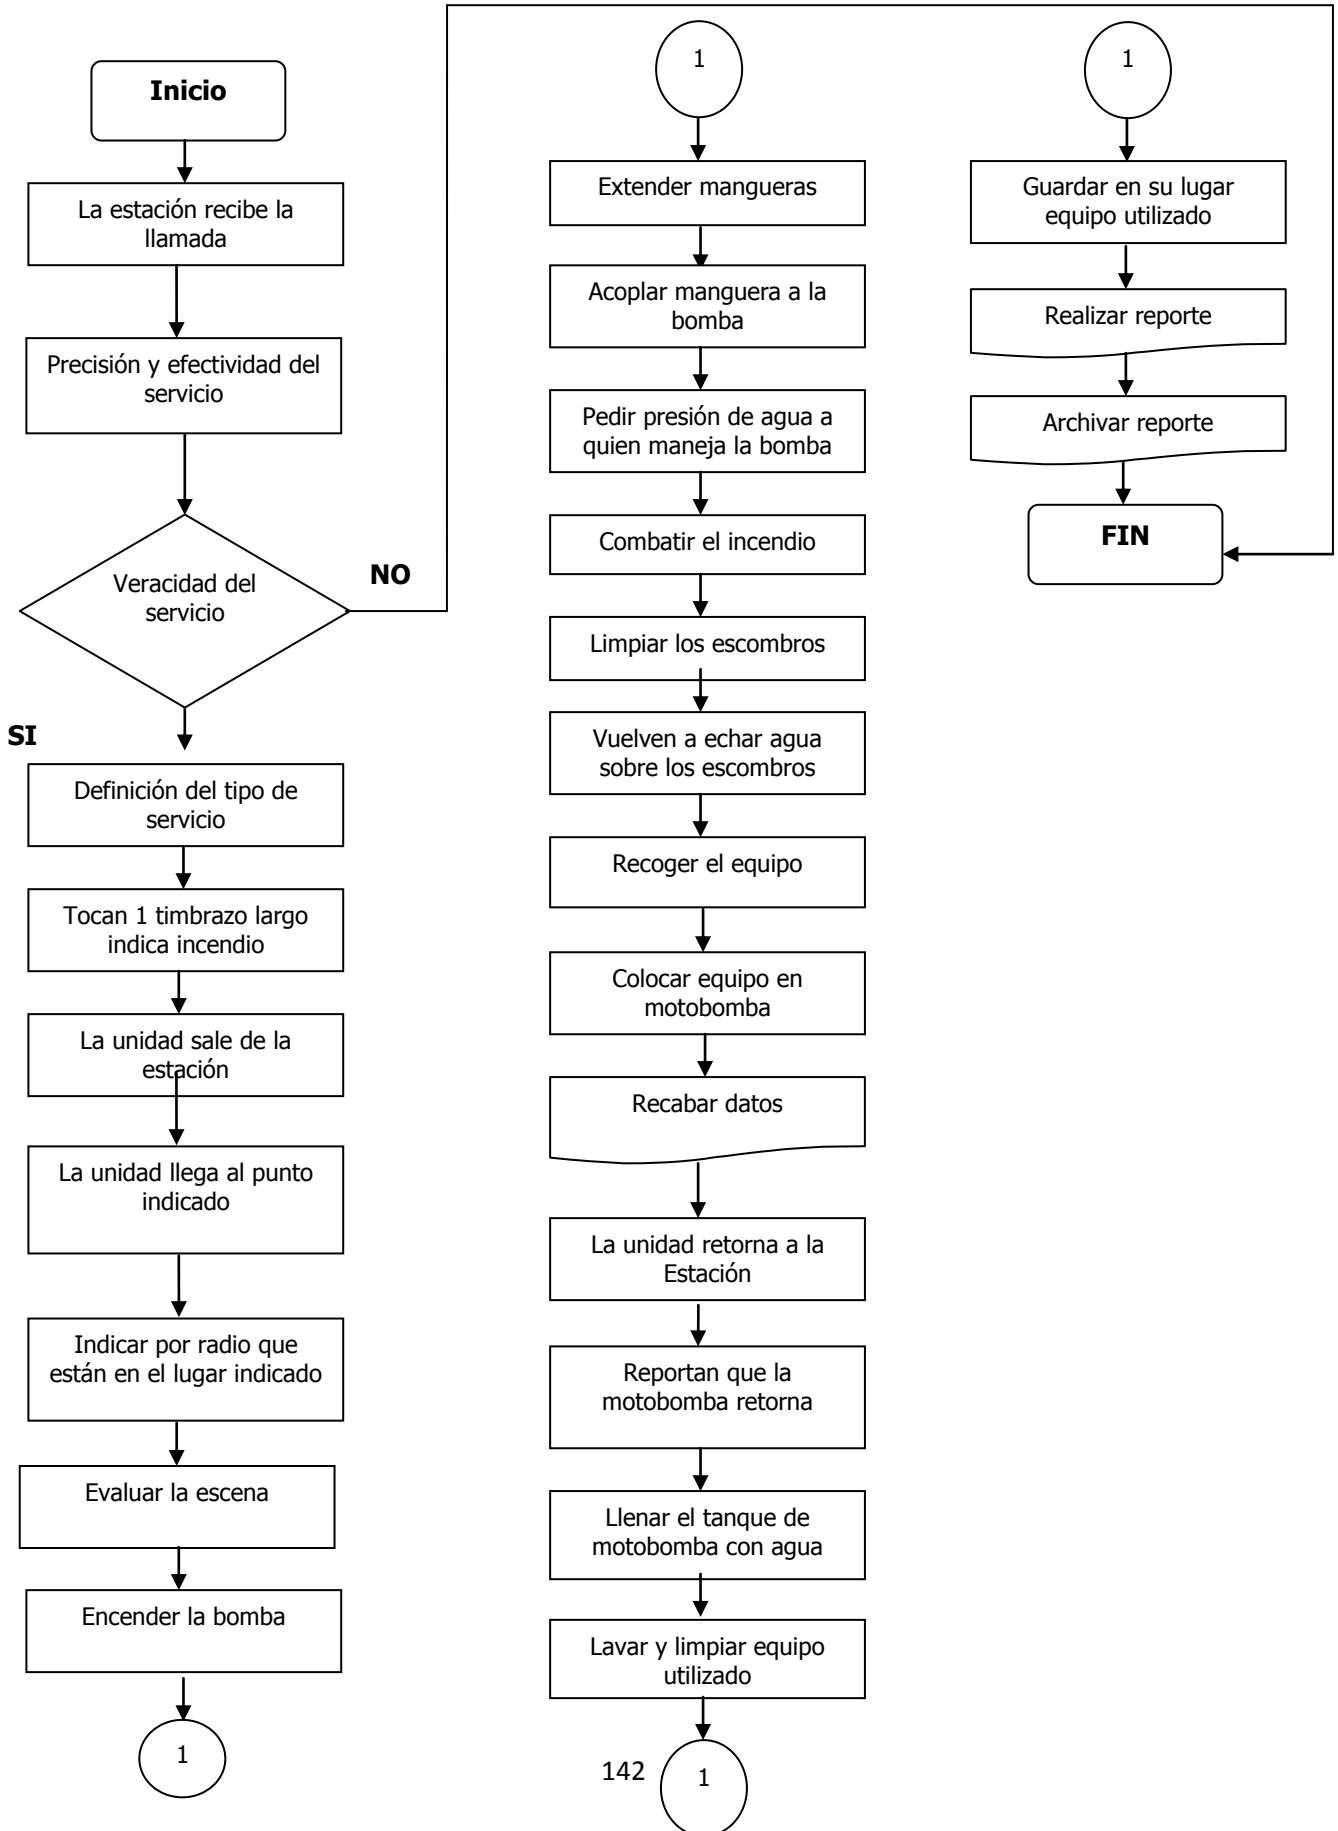 Inicio
La estación recibe la
llamada
Precisión y efectividad del
servicio
Veracidad del
servicio
NO
SI
Definición del tipo de
servicio
Tocan 1 timbrazo largo
indica incendio
La unidad sale de la
estación
La unidad llega al punto
indicado
Indicar por radio que
están en el lugar indicado
Evaluar la escena
Encender la bomba
1
1
Extender mangueras
Acoplar manguera a la
bomba
Pedir presión de agua a
quien maneja la bomba
Combatir el incendio
Limpiar los escombros
Vuelven a echar agua
sobre los escombros
Recoger el equipo
Colocar equipo en
motobomba
Recabar datos
La unidad retorna a la
Estación
Reportan que la
motobomba retorna
Llenar el tanque de
motobomba con agua
Lavar y limpiar equipo
utilizado
1
1
Guardar en su lugar
equipo utilizado
Realizar reporte
Archivar reporte
FIN
142